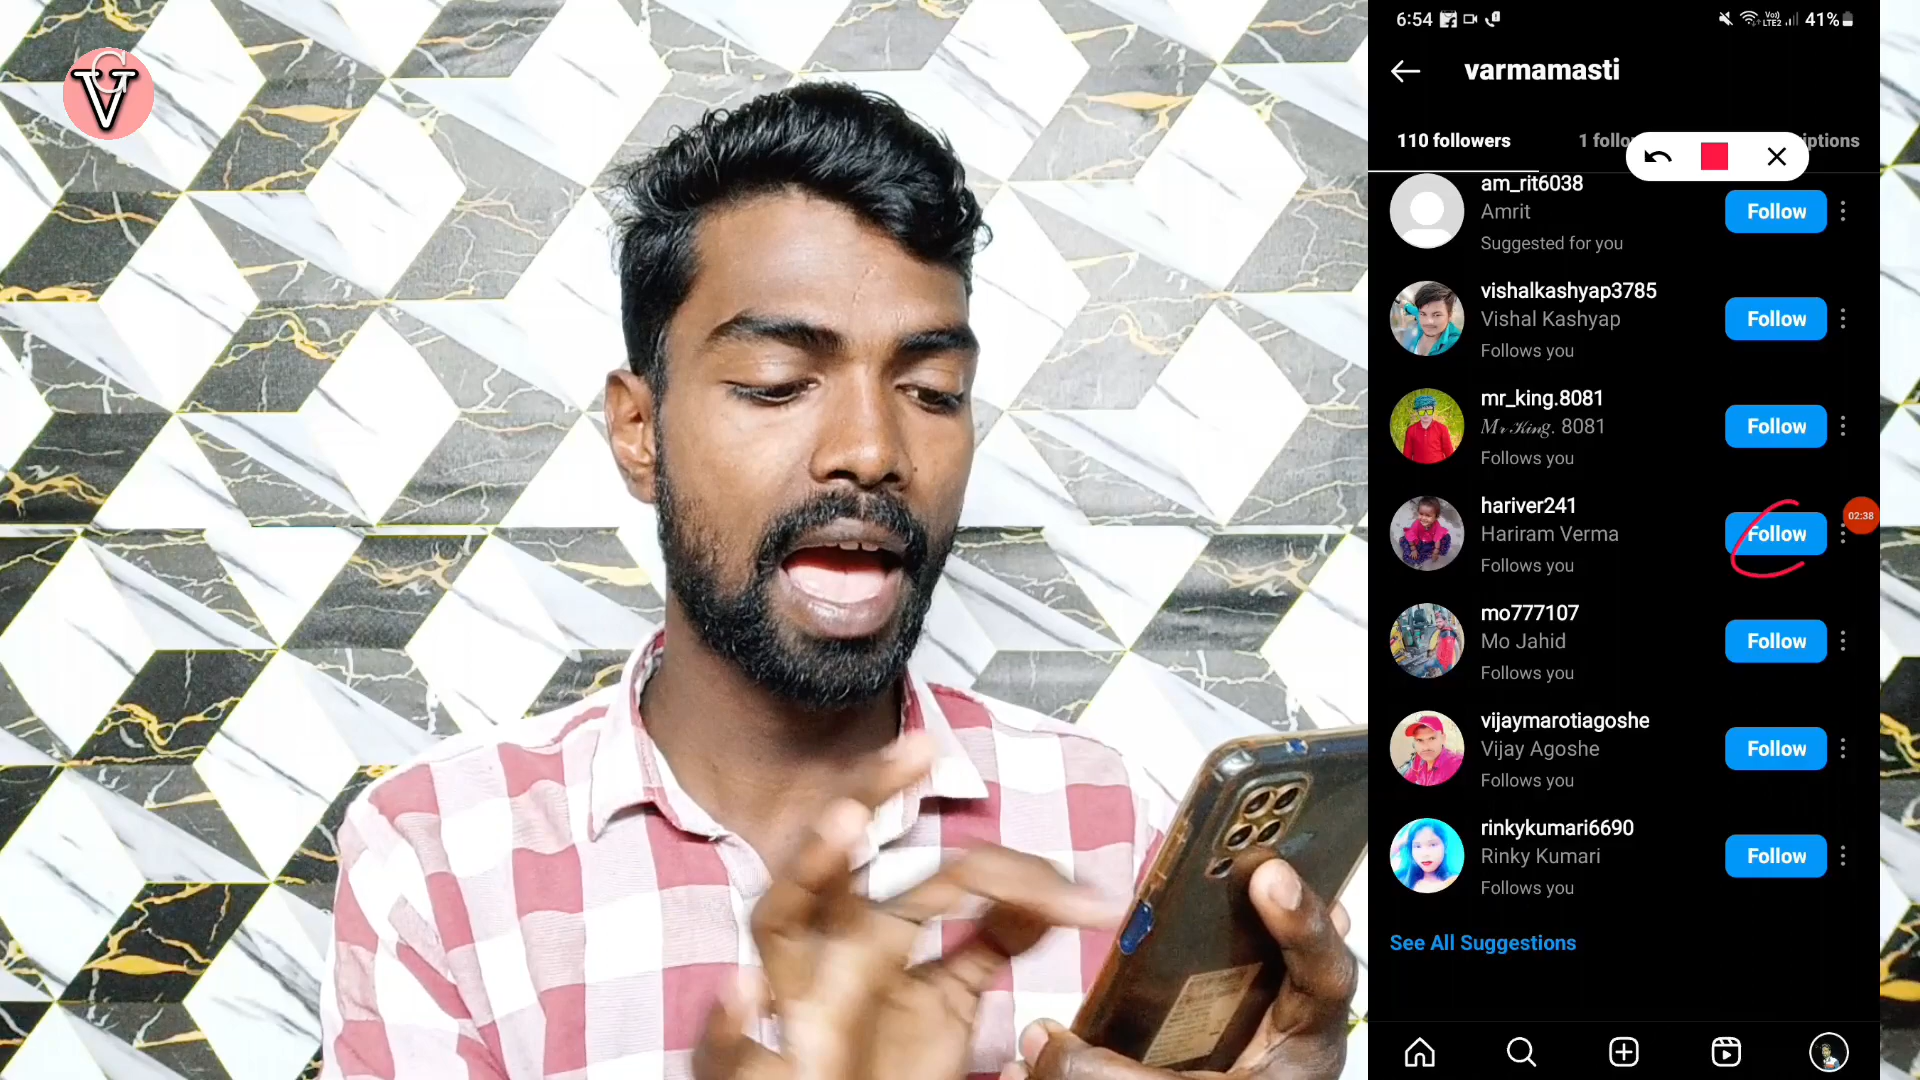 VG
6:54
Vo))
LTE2
41%
varmamasti
110 followers
1 follo
iptions
am_rit6038
Amrit
Suggested for you
Follow
vishalkashyap3785
Vishal Kashyap
Follows you
Follow
mr_king.8081
𝑀𝓇 𝒦𝒾𝓃𝑔. 8081
Follows you
Follow
hariver241
Hariram Verma
Follows you
Follow
02:38
mo777107
Mo Jahid
Follows you
Follow
vijaymarotiagoshe
Vijay Agoshe
Follows you
Follow
rinkykumari6690
Rinky Kumari
Follows you
Follow
See All Suggestions